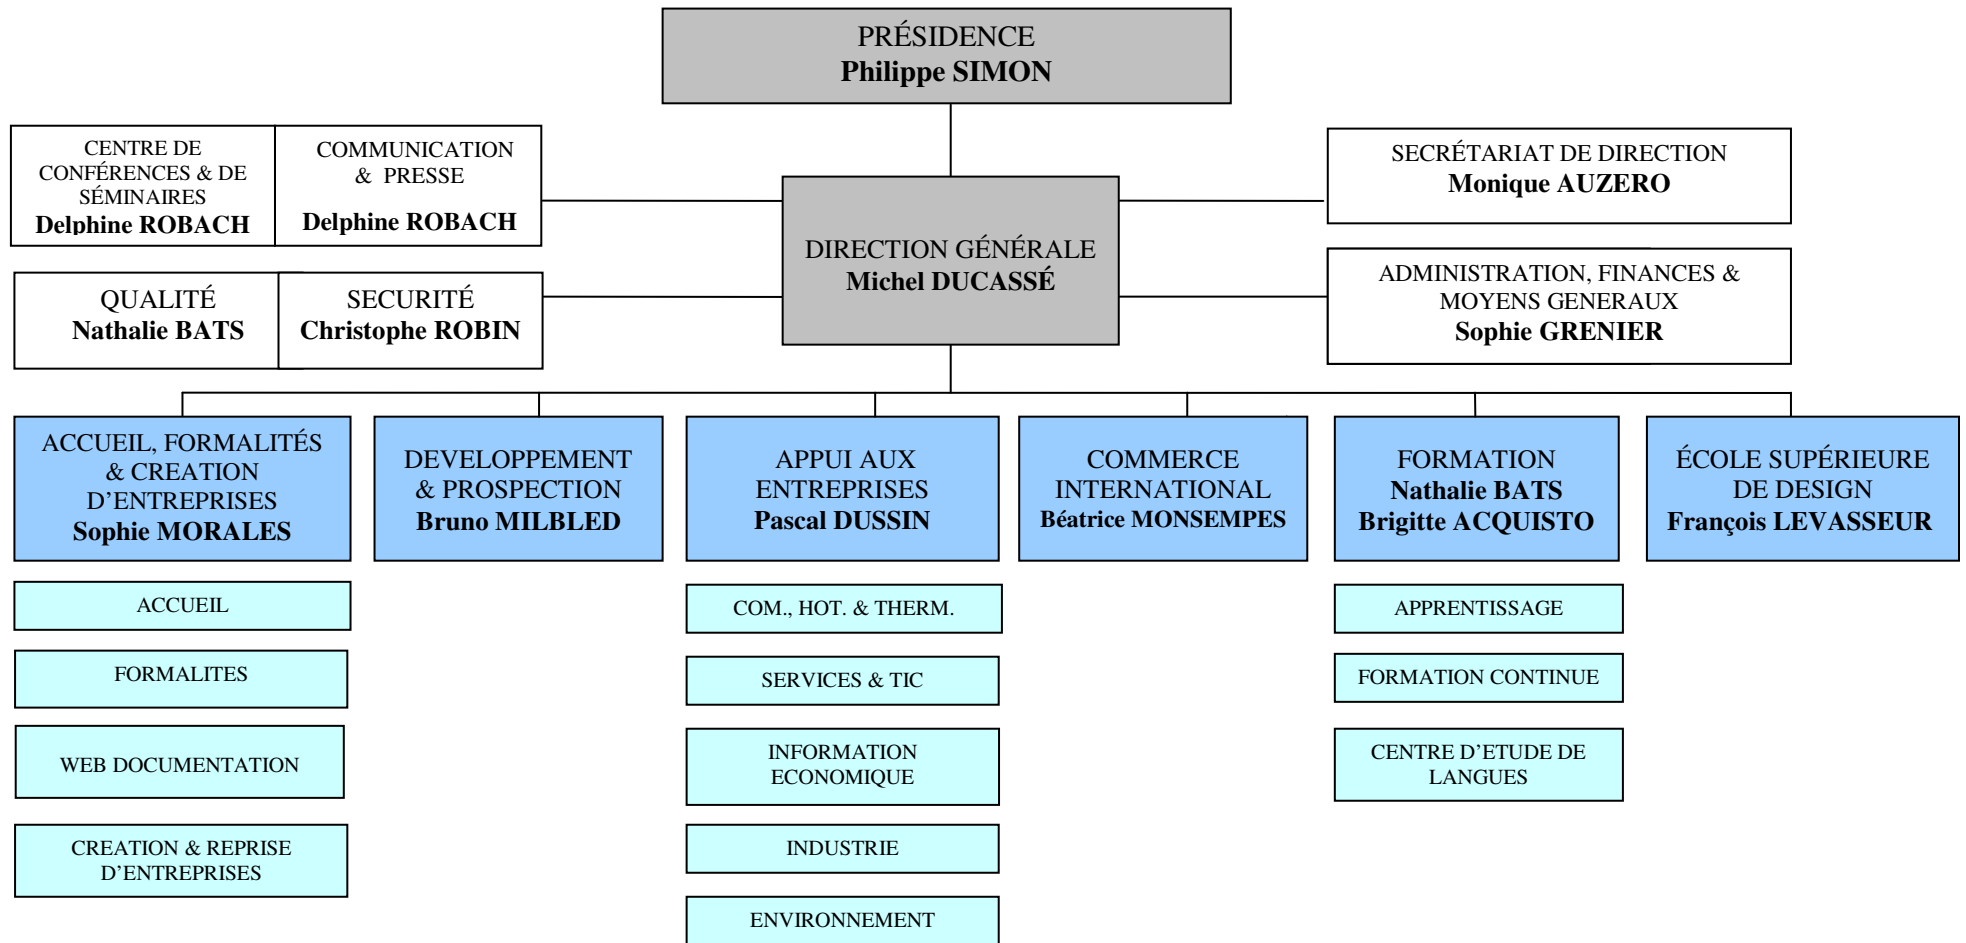 PRÉSIDENCE
Philippe SIMON
CENTRE DE
CONFÉRENCES & DE
SÉMINAIRES
Delphine ROBACH
COMMUNICATION
& PRESSE
Delphine ROBACH
SECRÉTARIAT DE DIRECTION
Monique AUZERO
DIRECTION GÉNÉRALE
Michel DUCASSÉ
QUALITÉ
Nathalie BATS
SECURITÉ
Christophe ROBIN
ADMINISTRATION, FINANCES &
MOYENS GENERAUX
Sophie GRENIER
ACCUEIL, FORMALITÉS
& CREATION
D’ENTREPRISES
Sophie MORALES
DEVELOPPEMENT
& PROSPECTION
Bruno MILBLED
APPUI AUX
ENTREPRISES
Pascal DUSSIN
COMMERCE
INTERNATIONAL
Béatrice MONSEMPES
FORMATION
Nathalie BATS
Brigitte ACQUISTO
ÉCOLE SUPÉRIEURE
DE DESIGN
François LEVASSEUR
ACCUEIL
FORMALITES
WEB DOCUMENTATION
CREATION & REPRISE
D’ENTREPRISES
COM., HOT. & THERM.
SERVICES & TIC
INFORMATION
ECONOMIQUE
INDUSTRIE
ENVIRONNEMENT
APPRENTISSAGE
FORMATION CONTINUE
CENTRE D’ETUDE DE
LANGUES